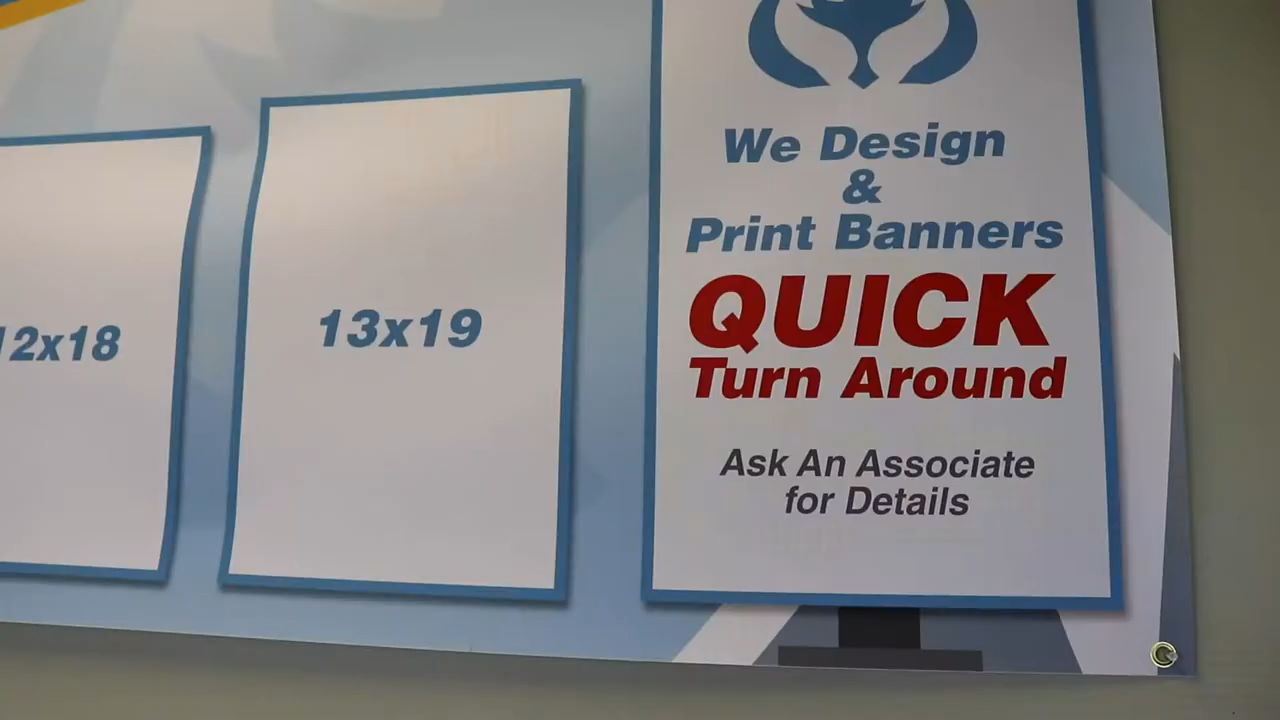 12x18
13x19
We Design
&
Print Banners
QUICK
Turn Around
Ask An Associate
for Details